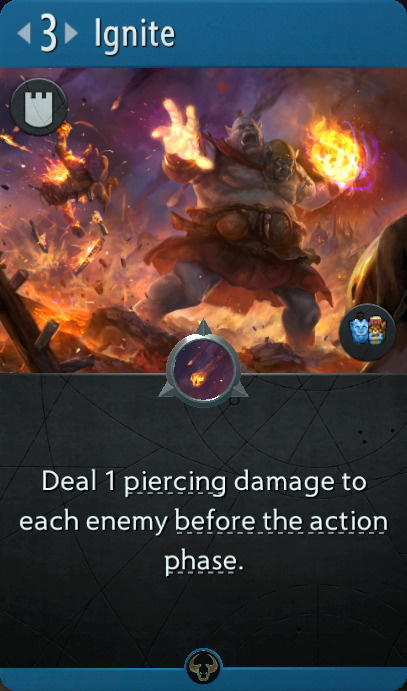 3 Ignite
Deal 1 piercing damage to
each enemy before the action
phase.